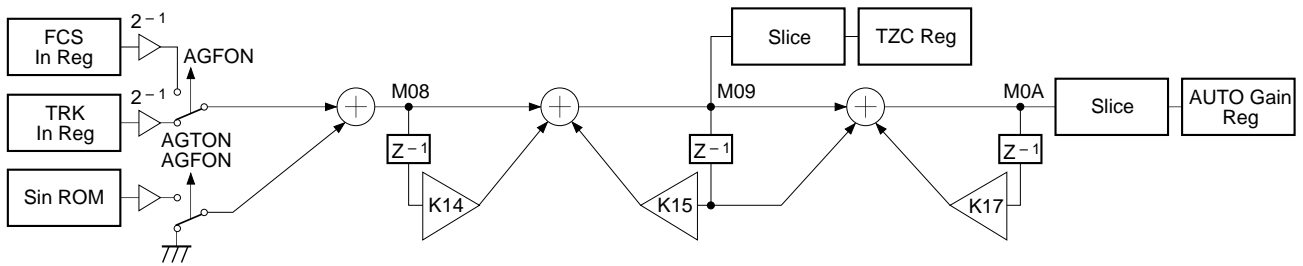 2 – 1
FCS
In Reg
AGFON
Slice
TZC Reg
2 – 1
TRK
In Reg
M08
M09
M0A
Slice
AUTO Gain
Reg
AGTON
AGFON
Z – 1
Z – 1
Z – 1
Sin ROM
K14
K15
K17